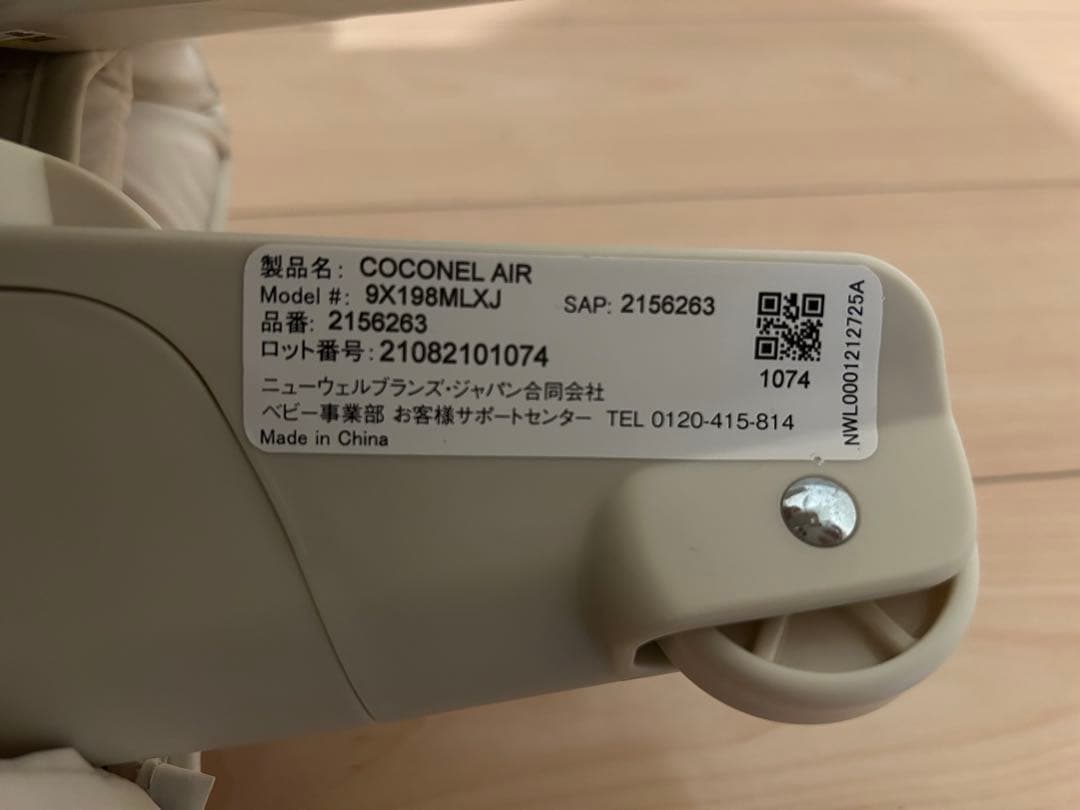 製品名: COCONEL AIR
Model #: 9X198MLXJ SAP: 2156263
品番: 2156263
ロット番号: 21082101074
1074
ニューウェルブランズ・ジャパン合同会社
ベビー事業部 お客様サポートセンター TEL 0120-415-814
Made in China
NWL0001212725A